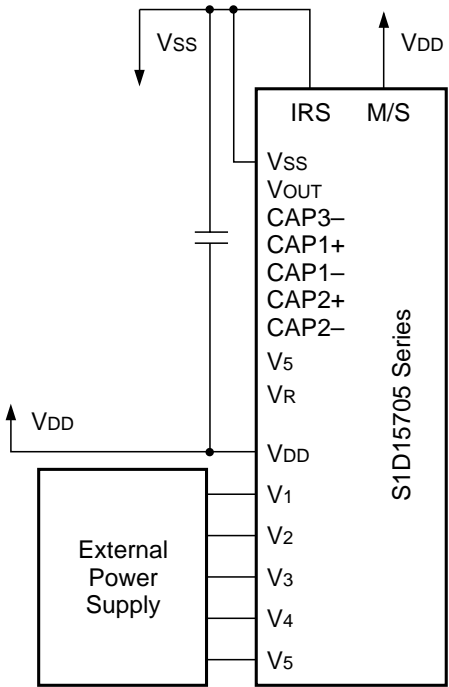 VSS
VDD
IRS M/S
VSS
VOUT
CAP3–
CAP1+
CAP1–
CAP2+
CAP2–
V5
VR
S1D15705 Series
VDD
VDD
V1
V2
V3
V4
V5
External
Power
Supply